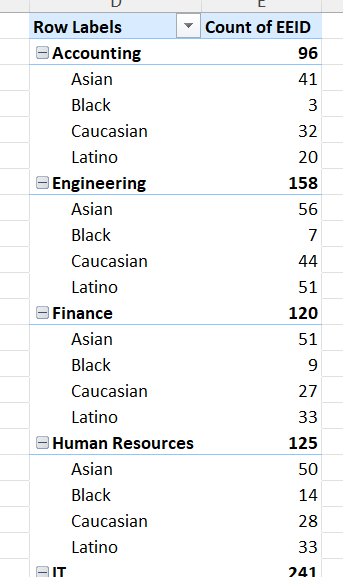 D E
Row Labels Count of EEID
Accounting 96
Asian 41
Black 3
Caucasian 32
Latino 20
Engineering 158
Asian 56
Black 7
Caucasian 44
Latino 51
Finance 120
Asian 51
Black 9
Caucasian 27
Latino 33
Human Resources 125
Asian 50
Black 14
Caucasian 28
Latino 33
IT 241